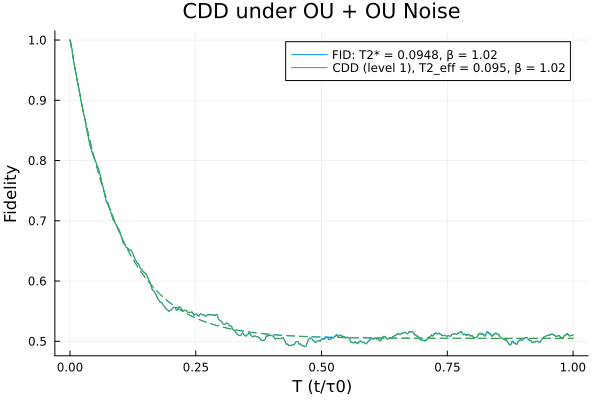 CDD under OU + OU Noise
FID: T2* = 0.0948, β = 1.02
CDD (level 1), T2_eff = 0.095, β = 1.02
Fidelity
1.0
0.9
0.8
0.7
0.6
0.5
0.00
0.25
0.50
0.75
1.00
T (t/τ0)